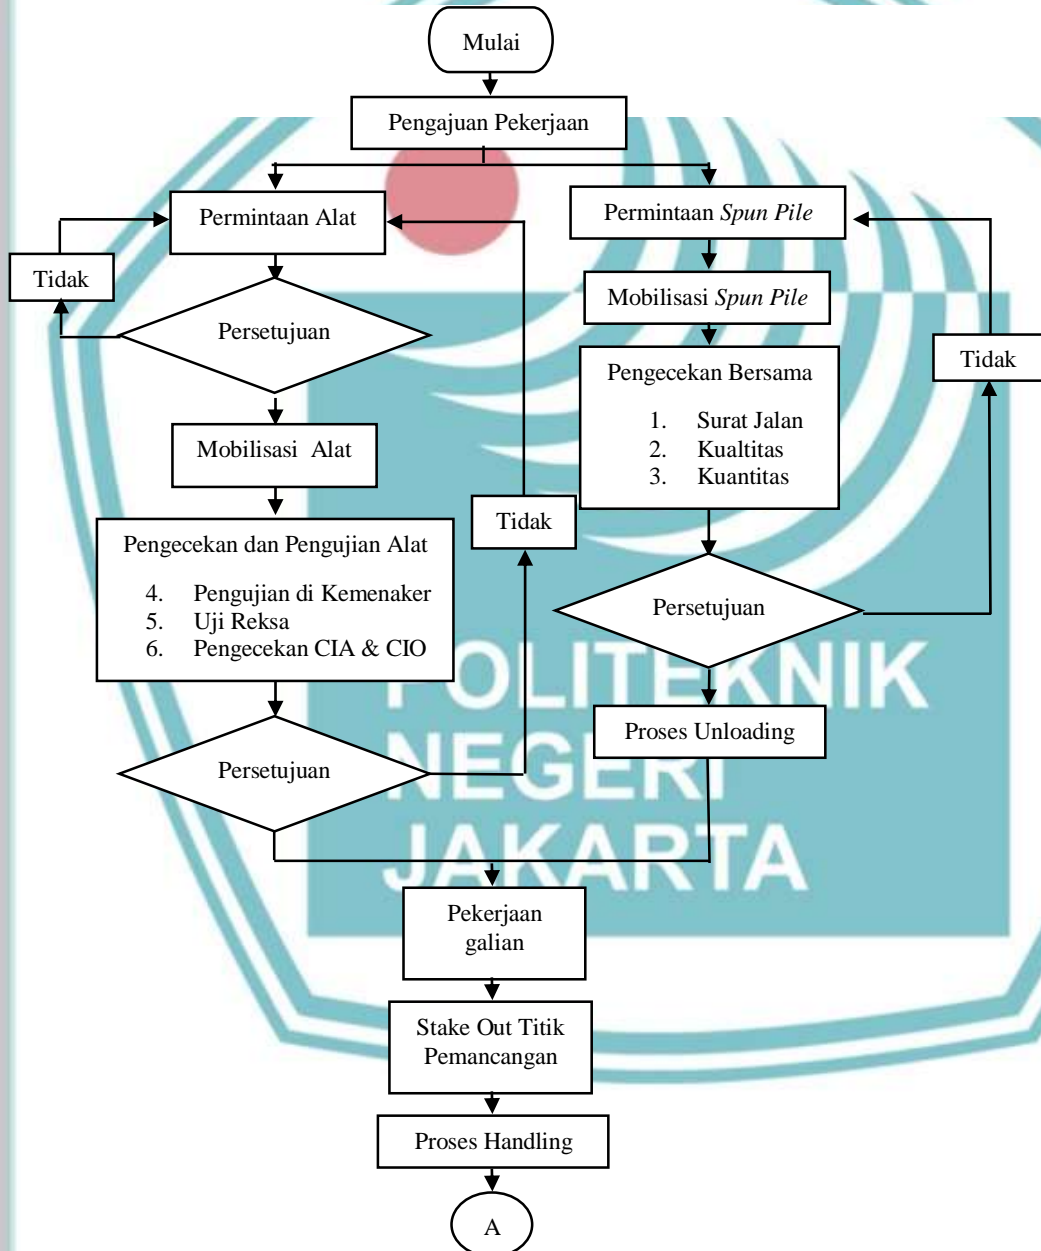 Mulai
Pengajuan Pekerjaan
Permintaan Alat
Permintaan Spun Pile
Tidak
Persetujuan
Mobilisasi Spun Pile
Tidak
Pengecekan Bersama
1. Surat Jalan
2. Kualtitas
3. Kuantitas
Mobilisasi Alat
Tidak
Pengecekan dan Pengujian Alat
4. Pengujian di Kemenaker
5. Uji Reksa
6. Pengecekan CIA & CIO
Persetujuan
Proses Unloading
Persetujuan
Pekerjaan
galian
Stake Out Titik
Pemancangan
Proses Handling
A
POLITEKNIK
NEGERI
JAKARTA